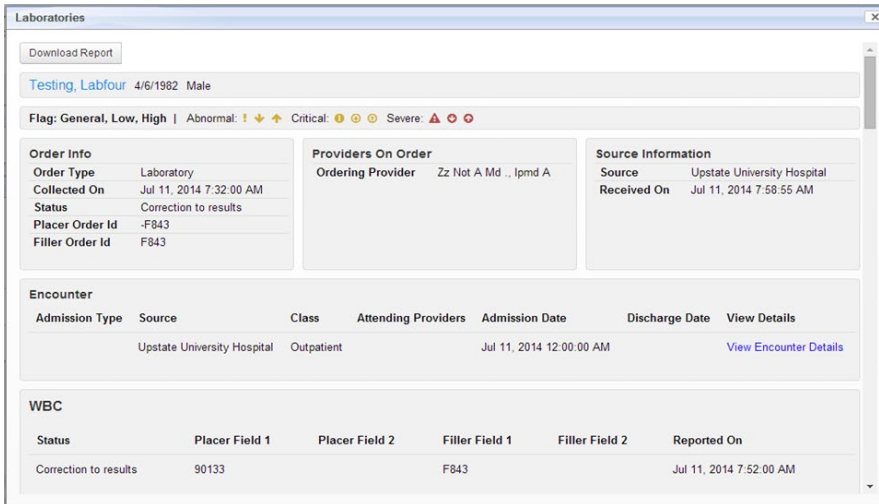 Laboratories
Download Report
Testing, Labfour 4/6/1982 Male
Flag: General, Low, High | Abnormal: Critical: Severe:
Order Info
Order Type Laboratory
Collected On Jul 11, 2014 7:32:00 AM
Status Correction to results
Placer Order Id -F843
Filler Order Id F843
Providers On Order
Ordering Provider Zz Not A Md ., Ipmd A
Source Information
Source Upstate University Hospital
Received On Jul 11, 2014 7:58:55 AM
Encounter
Admission Type Source Class Attending Providers Admission Date Discharge Date View Details
Upstate University Hospital Outpatient Jul 11, 2014 12:00:00 AM View Encounter Details
WBC
Status Placer Field 1 Placer Field 2 Filler Field 1 Filler Field 2 Reported On
Correction to results 90133 F843 Jul 11, 2014 7:52:00 AM